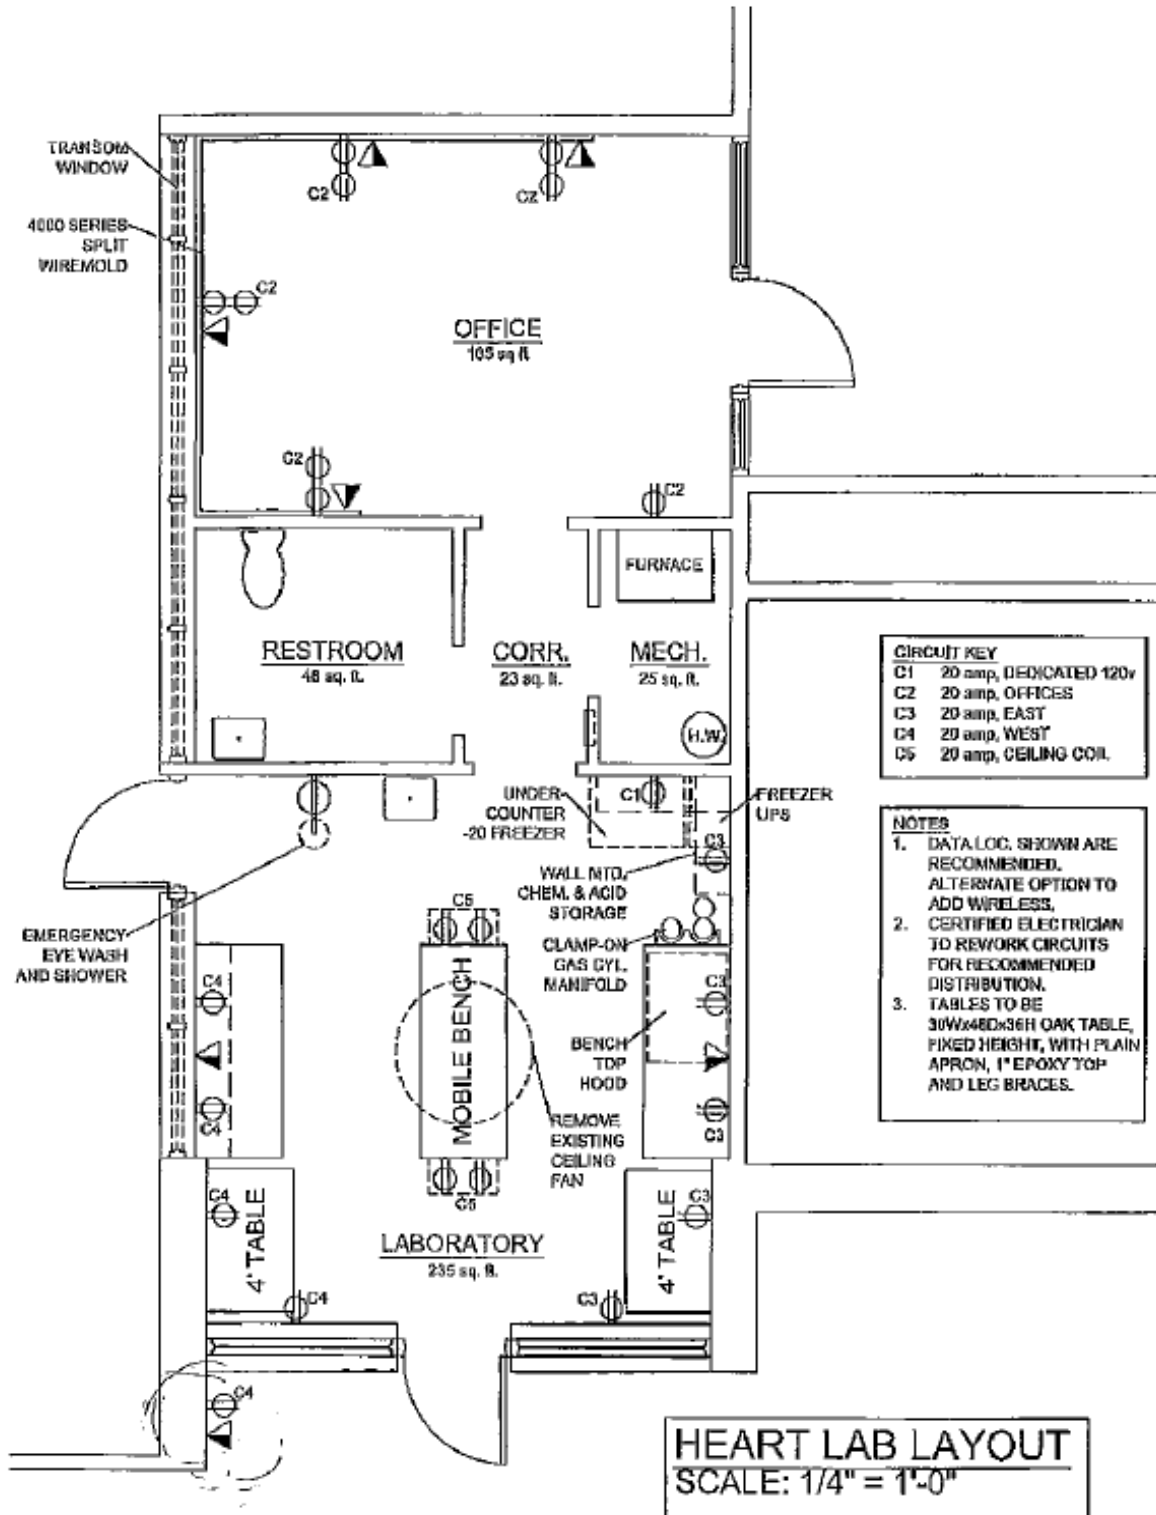 TRANSOM
WINDOW
4000 SERIES
SPLIT
WIREMOLD
C2
C2
C2
OFFICE
105 sq ft.
C2
C2
FURNACE
RESTROOM
48 sq. ft.
CORR.
23 sq. ft.
MECH.
25 sq. ft.
H.W.
CIRCUIT KEY
C1 20 amp, DEDICATED 120v
C2 20 amp, OFFICES
C3 20 amp, EAST
C4 20 amp, WEST
C5 20 amp, CEILING COIL
UNDER
COUNTER
-20 FREEZER
C1
FREEZER
UPS
C3
WALL MTD.
CHEM. & ACID
STORAGE
CLAMP-ON
GAS CYL.
MANIFOLD
NOTES
1. DATA LOC. SHOWN ARE
RECOMMENDED.
ALTERNATE OPTION TO
ADD WIRELESS.
2. CERTIFIED ELECTRICIAN
TO REWORK CIRCUITS
FOR RECOMMENDED
DISTRIBUTION.
3. TABLES TO BE
30Wx48Dx36H OAK TABLE,
FIXED HEIGHT, WITH PLAIN
APRON, 1" EPOXY TOP
AND LEG BRACES.
EMERGENCY
EYE WASH
AND SHOWER
C5
C4
C4
MOBILE BENCH
C3
BENCH
TOP
HOOD
C3
REMOVE
EXISTING
CEILING
FAN
C5
C4
4' TABLE
C4
LABORATORY
235 sq. ft.
C3
4' TABLE
C3
C4
HEART LAB LAYOUT
SCALE: 1/4" = 1'-0"